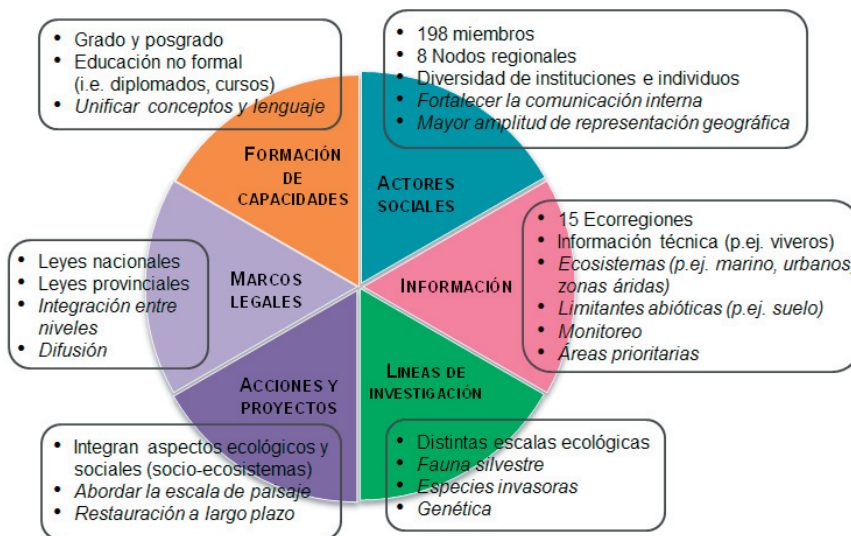 • Grado y posgrado
• Educación no formal
(i.e. diplomados, cursos)
• Unificar conceptos y lenguaje
• 198 miembros
• 8 Nodos regionales
• Diversidad de instituciones e individuos
• Fortalecer la comunicación interna
• Mayor amplitud de representación geográfica
FORMACIÓN
DE
CAPACIDADES
ACTORES
SOCIALES
• Leyes nacionales
• Leyes provinciales
• Integración entre
niveles
• Difusión
MARCOS
LEGALES
INFORMACIÓN
• 15 Ecorregiones
• Información técnica (p.ej. viveros)
• Ecosistemas (p.ej. marino, urbanos,
zonas áridas)
• Limitantes abióticas (p.ej. suelo)
• Monitoreo
• Áreas prioritarias
ACCIONES Y
PROYECTOS
LINEAS DE
INVESTIGACIÓN
• Integran aspectos ecológicos y
sociales (socio-ecosistemas)
• Abordar la escala de paisaje
• Restauración a largo plazo
• Distintas escalas ecológicas
• Fauna silvestre
• Especies invasoras
• Genética